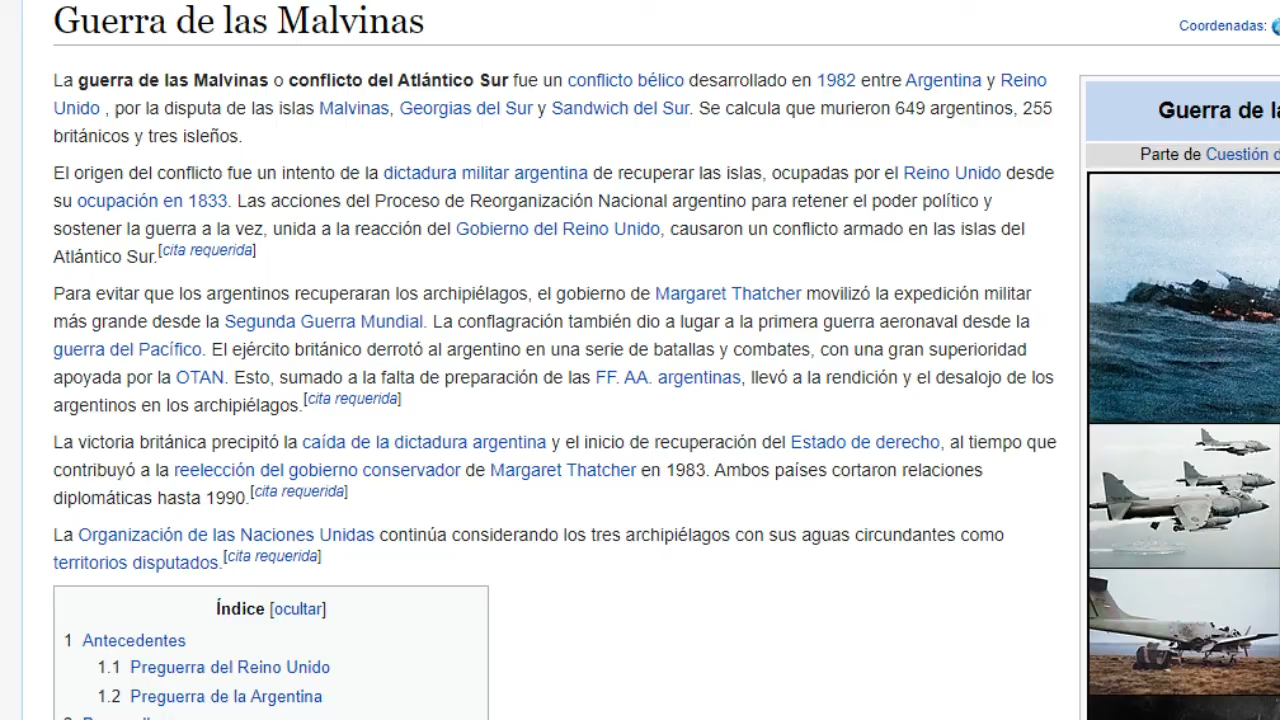 Guerra de las Malvinas
Coordenadas:
La guerra de las Malvinas o conflicto del Atlántico Sur fue un conflicto bélico desarrollado en 1982 entre Argentina y Reino
Unido , por la disputa de las islas Malvinas, Georgias del Sur y Sandwich del Sur. Se calcula que murieron 649 argentinos, 255
británicos y tres isleños.
El origen del conflicto fue un intento de la dictadura militar argentina de recuperar las islas, ocupadas por el Reino Unido desde
su ocupación en 1833. Las acciones del Proceso de Reorganización Nacional argentino para retener el poder político y
sostener la guerra a la vez, unida a la reacción del Gobierno del Reino Unido, causaron un conflicto armado en las islas del
Atlántico Sur.[cita requerida]
Para evitar que los argentinos recuperaran los archipiélagos, el gobierno de Margaret Thatcher movilizó la expedición militar
más grande desde la Segunda Guerra Mundial. La conflagración también dio a lugar a la primera guerra aeronaval desde la
guerra del Pacífico. El ejército británico derrotó al argentino en una serie de batallas y combates, con una gran superioridad
apoyada por la OTAN. Esto, sumado a la falta de preparación de las FF. AA. argentinas, llevó a la rendición y el desalojo de los
argentinos en los archipiélagos.[cita requerida]
La victoria británica precipitó la caída de la dictadura argentina y el inicio de recuperación del Estado de derecho, al tiempo que
contribuyó a la reelección del gobierno conservador de Margaret Thatcher en 1983. Ambos países cortaron relaciones
diplomáticas hasta 1990.[cita requerida]
La Organización de las Naciones Unidas continúa considerando los tres archipiélagos con sus aguas circundantes como
territorios disputados.[cita requerida]
Índice [ocultar]
1 Antecedentes
1.1 Preguerra del Reino Unido
1.2 Preguerra de la Argentina
Guerra de
Parte de Cuestión